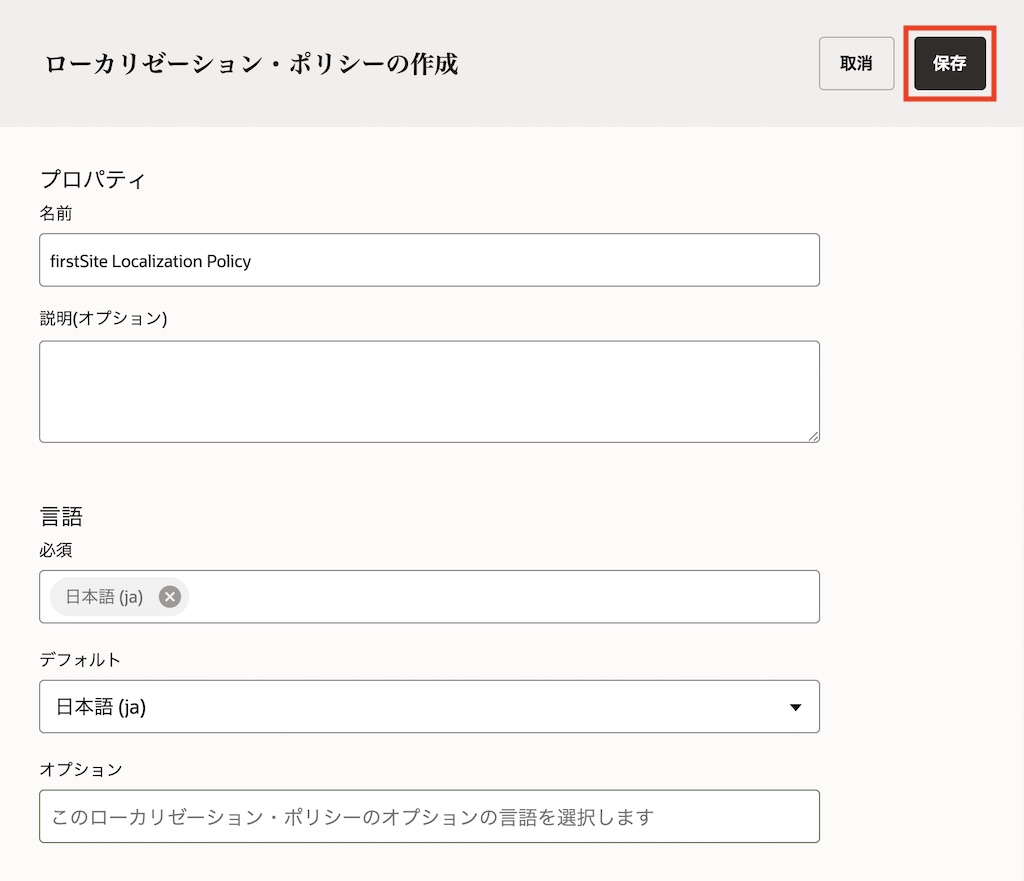 ローカリゼーション・ポリシーの作成
取消
保存
プロパティ
名前
firstSite Localization Policy
説明(オプション)
言語
必須
日本語 (ja)
デフォルト
日本語 (ja)
オプション
このローカリゼーション・ポリシーのオプションの言語を選択します